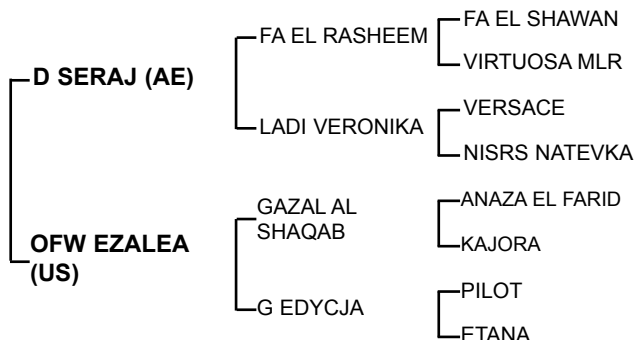 FA EL SHAWAN
FA EL RASHEEM
VIRTUOSA MLR
D SERAJ (AE)
VERSACE
LADI VERONIKA
NISRS NATEVKA
ANAZA EL FARID
GAZAL AL
SHAQAB
KAJORA
OFW EZALEA
(US)
PILOT
G EDYCJA
ETANA